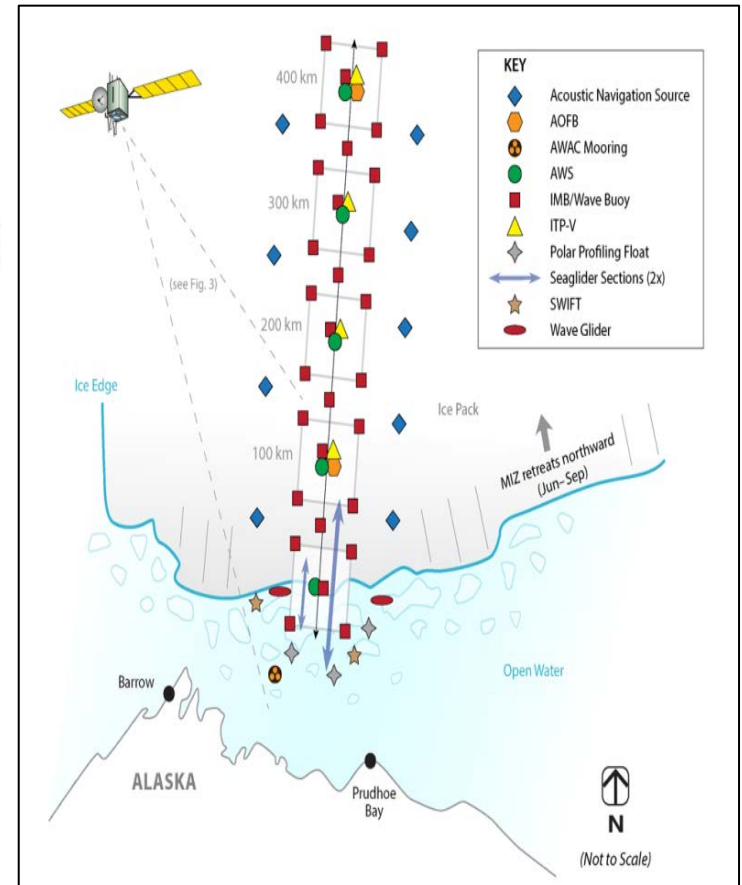 400 km
KEY
Acoustic Navigation Source
AOFB
AWAC Mooring
AWS
IMB/Wave Buoy
ITP-V
Polar Profiling Float
Seaglider Sections (2x)
SWIFT
Wave Glider
300 km
(see Fig. 3)
200 km
Ice Edge
Ice Pack
100 km
MIZ retreats northward
(Jun–Sep)
Open Water
Barrow
ALASKA
Prudhoe
Bay
N
(Not to Scale)